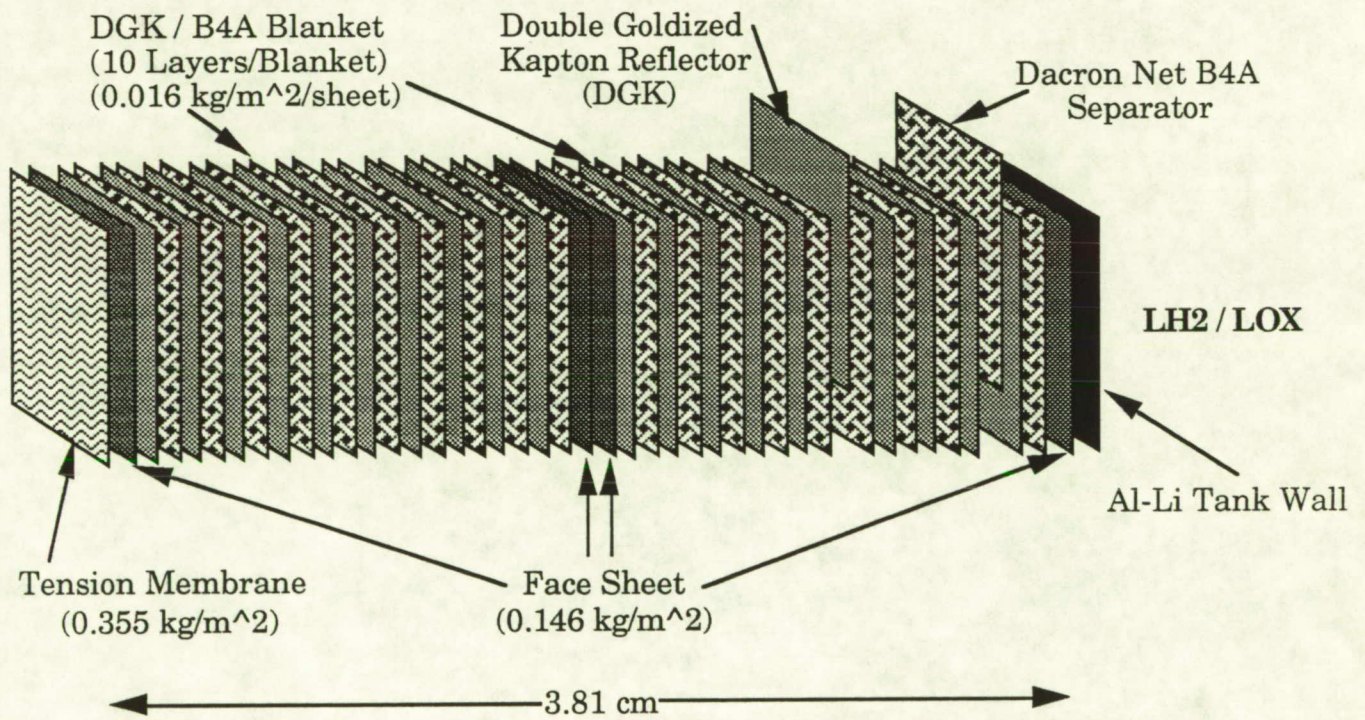 DGK / B4A Blanket
(10 Layers/Blanket)
(0.016 kg/m^2/sheet)
Double Goldized
Kapton Reflector
(DGK)
Dacron Net B4A
Separator
LH2 / LOX
Al-Li Tank Wall
Tension Membrane
(0.355 kg/m^2)
Face Sheet
(0.146 kg/m^2)
3.81 cm